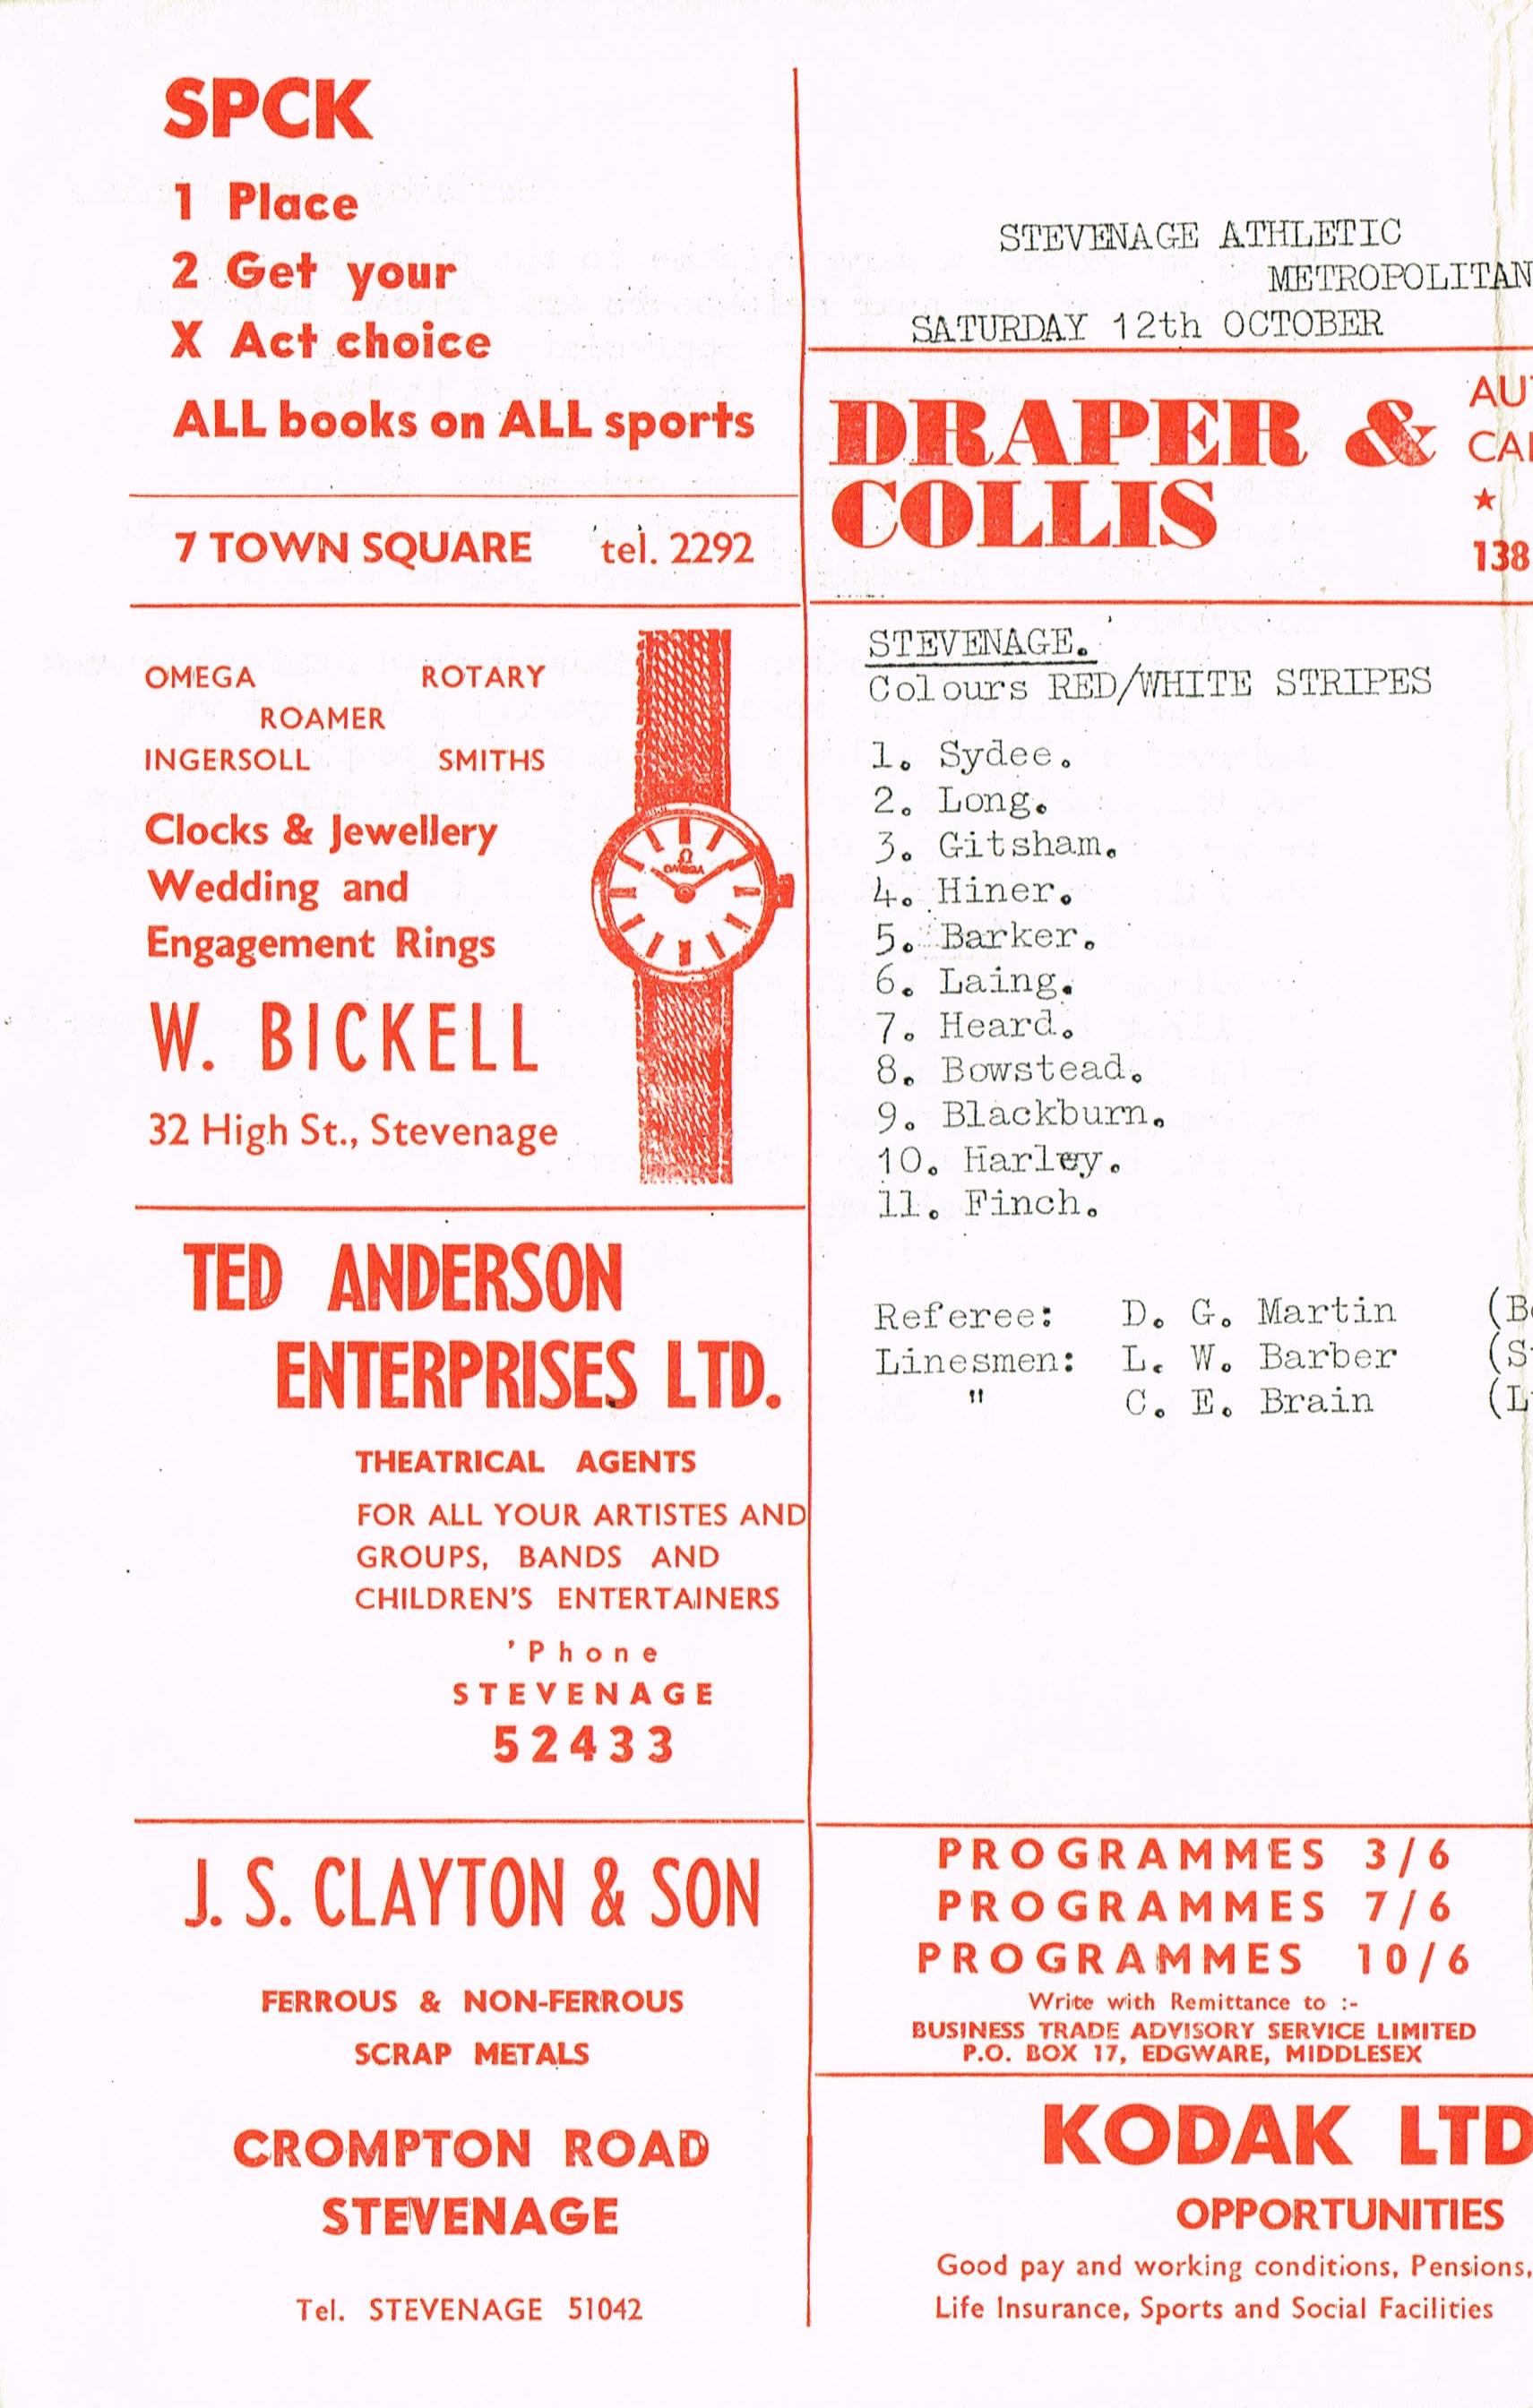 SPCK
1 Place
2 Get your
X Act choice
ALL books on ALL sports
7 TOWN SQUARE tel. 2292
OMEGA ROTARY
ROAMER
INGERSOLL SMITHS
Clocks & Jewellery
Wedding and
Engagement Rings
W. BICKELL
32 High St., Stevenage
Ω
OMEGA
TED ANDERSON
ENTERPRISES LTD.
THEATRICAL AGENTS
FOR ALL YOUR ARTISTES AND
GROUPS, BANDS AND
CHILDREN'S ENTERTAINERS
'Phone
STEVENAGE
52433
J. S. CLAYTON & SON
FERROUS & NON-FERROUS
SCRAP METALS
CROMPTON ROAD
STEVENAGE
Tel. STEVENAGE 51042
STEVENAGE ATHLETIC
METROPOLITAN
SATURDAY 12th OCTOBER
DRAPER &
COLLIS
AU
CA
★
138
STEVENAGE.
Colours RED/WHITE STRIPES
1. Sydee.
2. Long.
3. Gitsham.
4. Hiner.
5. Barker.
6. Laing.
7. Heard.
8. Bowstead.
9. Blackburn.
10. Harley.
11. Finch.
Referee: D. G. Martin (B
Linesmen: L. W. Barber (S
" C. E. Brain (L
PROGRAMMES 3/6
PROGRAMMES 7/6
PROGRAMMES 10/6
Write with Remittance to :-
BUSINESS TRADE ADVISORY SERVICE LIMITED
P.O. BOX 17, EDGWARE, MIDDLESEX
KODAK LTD
OPPORTUNITIES
Good pay and working conditions, Pensions,
Life Insurance, Sports and Social Facilities